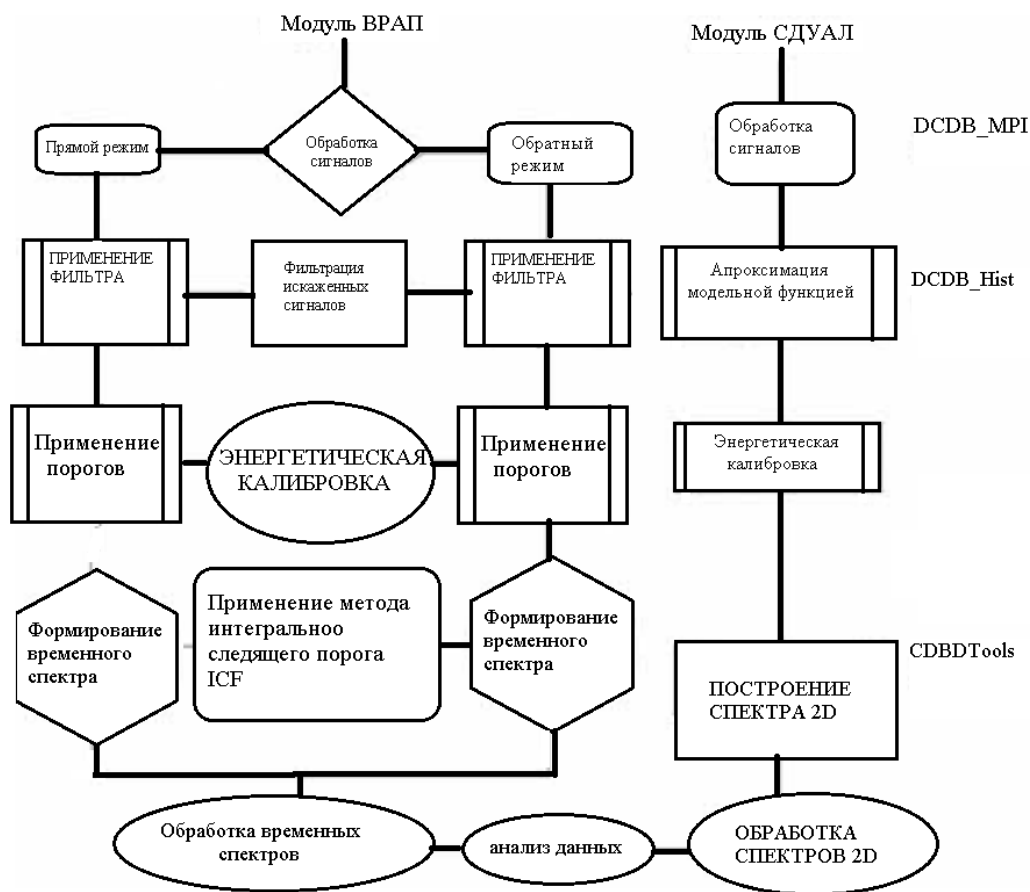 Модуль ВРАП
Модуль СДУАЛ
Прямой режим
Обработка
сигналов
Обратный
режим
Обработка
сигналов
DCDB_MPI
ПРИМЕНЕНИЕ
ФИЛЬТРА
Фильтрация
искаженных
сигналов
ПРИМЕНЕНИЕ
ФИЛЬТРА
Апроксимация
модельной функцией
DCDB_Hist
Применение
порогов
ЭНЕРГЕТИЧЕСКАЯ
КАЛИБРОВКА
Применение
порогов
Энергетическая
калибровка
Формирование
временного
спектра
Применение метода
интегральноо
следящего порога
ICF
Формирование
временного
спектра
ПОСТРОЕНИЕ
СПЕКТРА 2D
CDBDTools
Обработка временных
спектров
анализ данных
ОБРАБОТКА
СПЕКТРОВ 2D